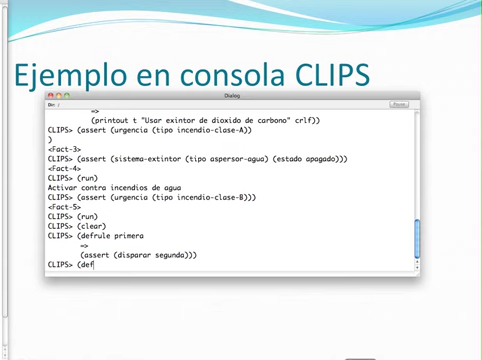 Ejemplo en consola CLIPS
Dialog
Dir: /
Pause
=>
(printout t "Usar exintor de dioxido de carbono" crlf))
CLIPS> (assert (urgencia (tipo incendio-clase-A))
)
<Fact-3>
CLIPS> (assert (sistema-extintor (tipo aspersor-agua) (estado apagado)))
<Fact-4>
CLIPS> (run)
Activar contra incendios de agua
CLIPS> (assert (urgencia (tipo incendio-clase-B)))
<Fact-5>
CLIPS> (run)
CLIPS> (clear)
CLIPS> (defrule primera
=>
(assert (disparar segunda)))
CLIPS> (def